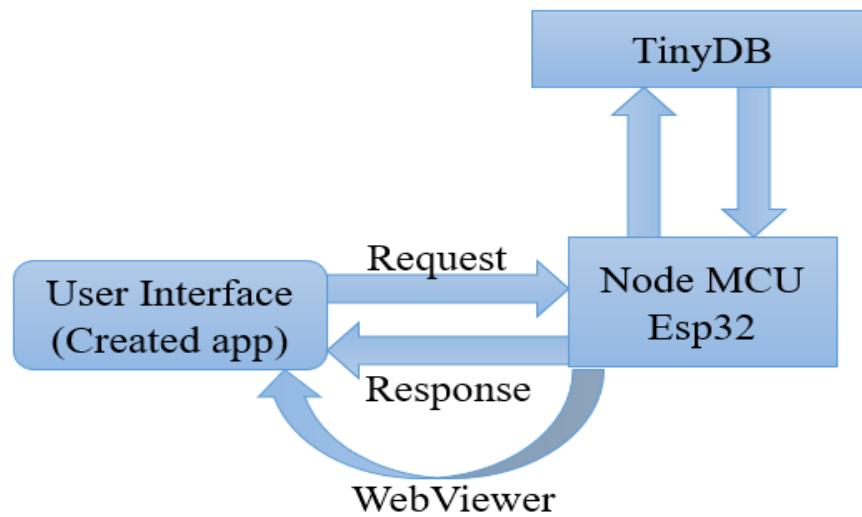 TinyDB
Request
User Interface
(Created app)
Node MCU
Esp32
Response
WebViewer